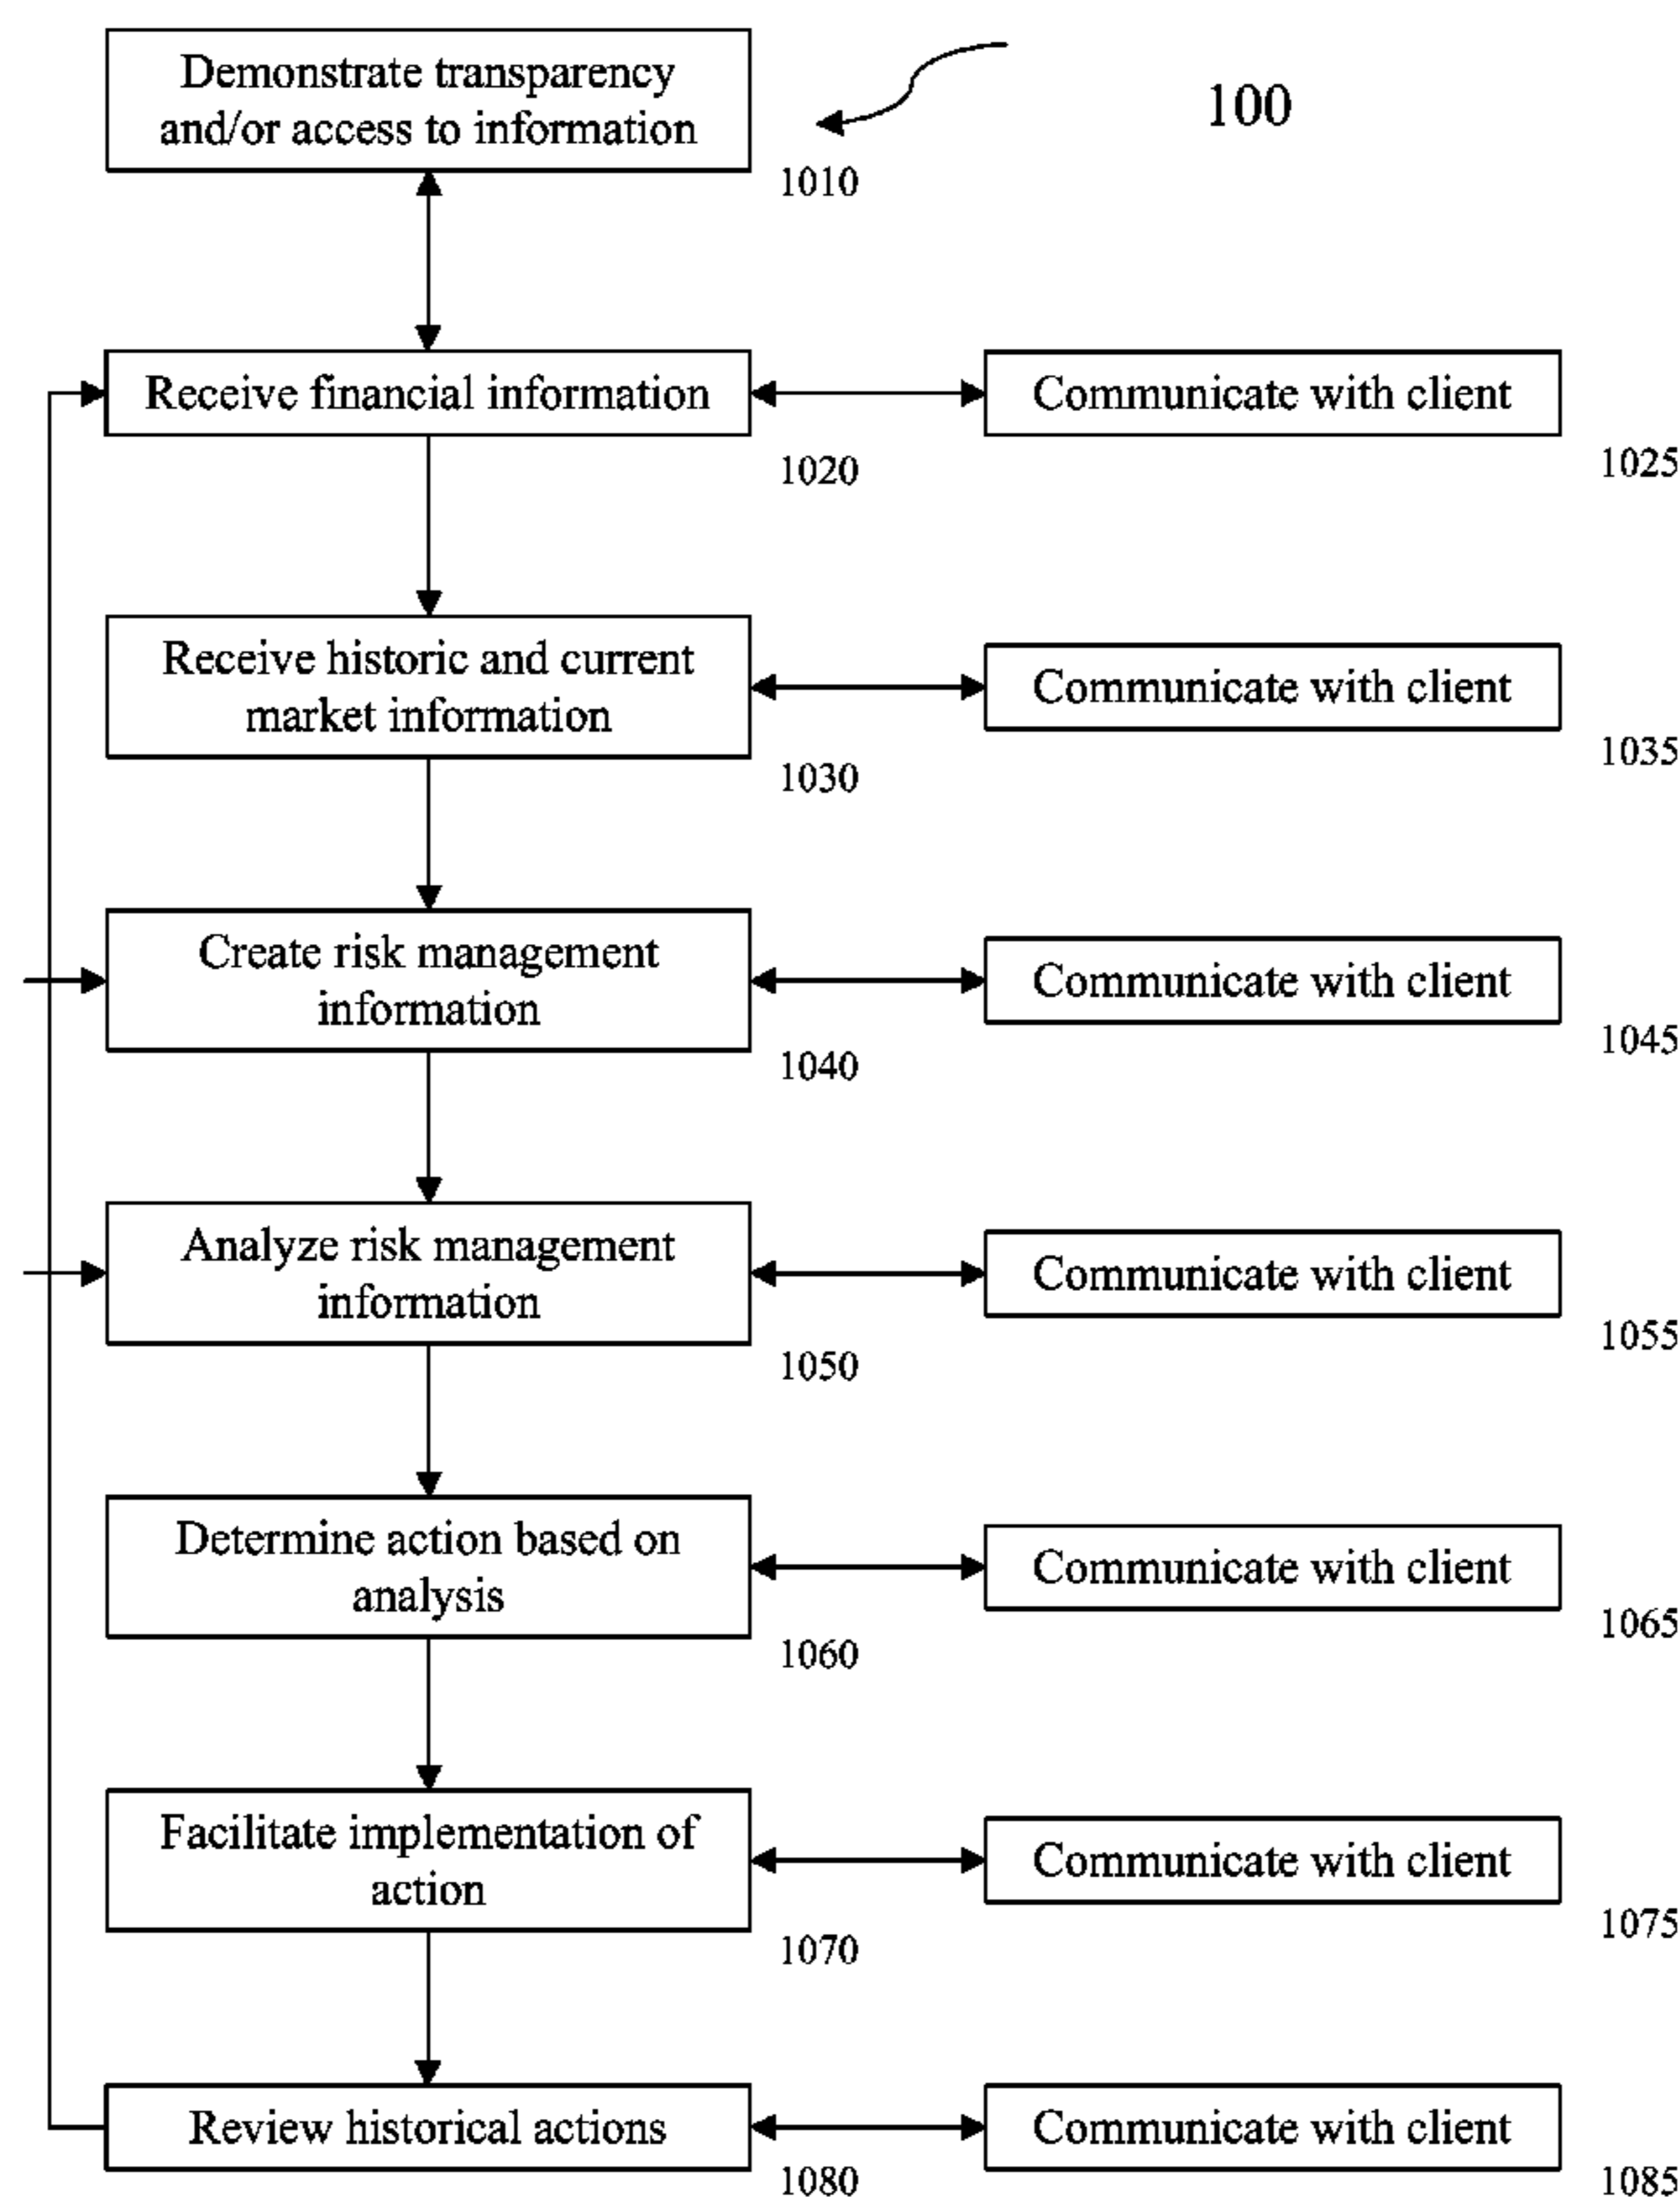 Demonstrate transparency
and/or access to information
100
1010
Receive financial information
Communicate with client
1020
1025
Receive historic and current
market information
Communicate with client
1030
1035
Create risk management
information
Communicate with client
1040
1045
Analyze risk management
information
Communicate with client
1050
1055
Determine action based on
analysis
Communicate with client
1060
1065
Facilitate implementation of
action
Communicate with client
1070
1075
Review historical actions
Communicate with client
1080
1085